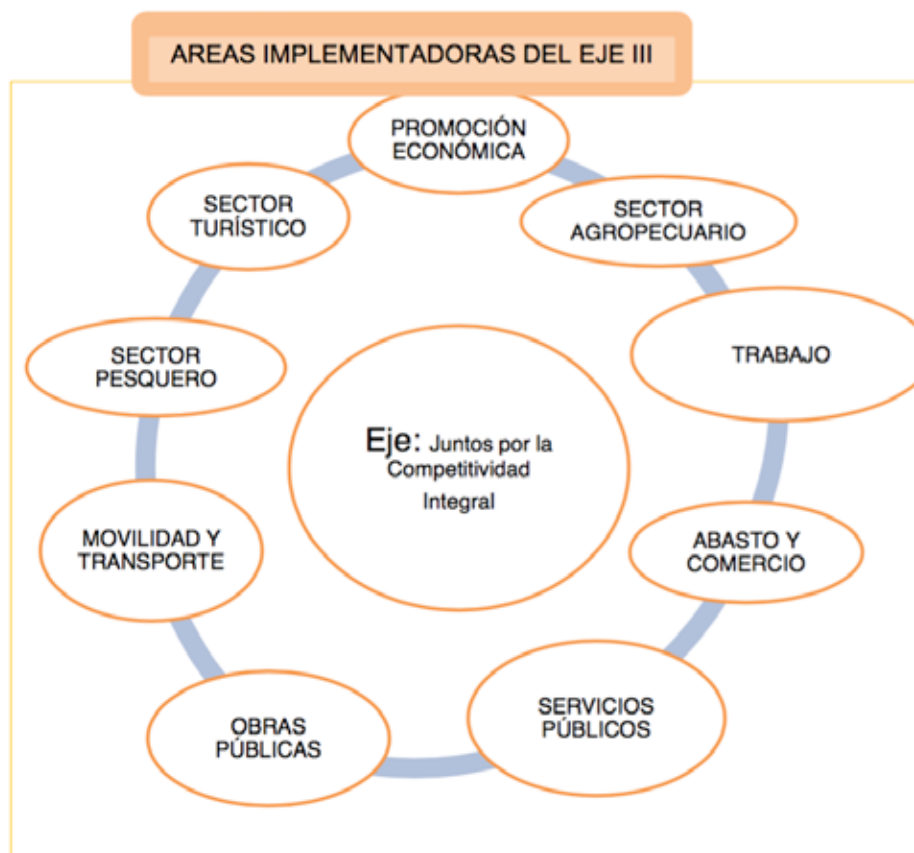 AREAS IMPLEMENTADORAS DEL EJE III
PROMOCIÓN
ECONÓMICA
SECTOR
AGROPECUARIO
TRABAJO
ABASTO Y
COMERCIO
SERVICIOS
PÚBLICOS
OBRAS
PÚBLICAS
MOVILIDAD Y
TRANSPORTE
SECTOR
PESQUERO
SECTOR
TURÍSTICO
Eje: Juntos por la
Competitividad
Integral